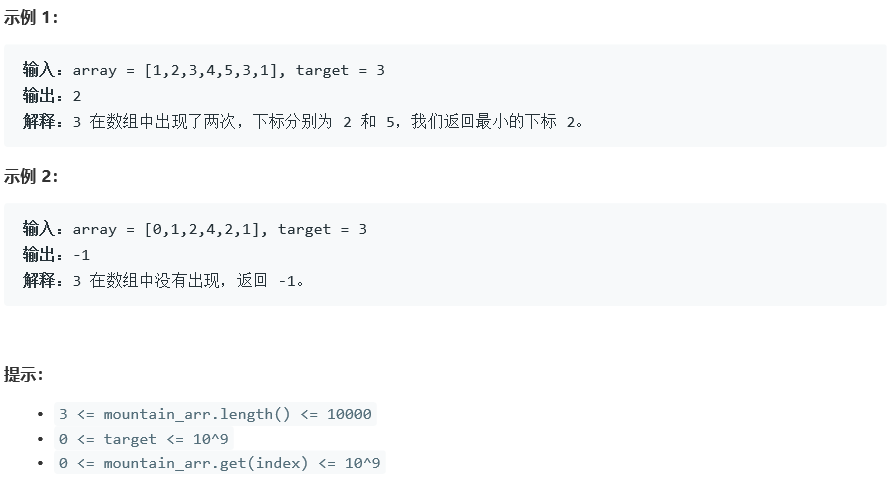 示例 1：
输入：array = [1,2,3,4,5,3,1], target = 3
输出：2
解释：3 在数组中出现了两次，下标分别为 2 和 5，我们返回最小的下标 2。
示例 2：
输入：array = [0,1,2,4,2,1], target = 3
输出：-1
解释：3 在数组中没有出现，返回 -1。
提示：
• 3 <= mountain_arr.length() <= 10000
• 0 <= target <= 10^9
• 0 <= mountain_arr.get(index) <= 10^9